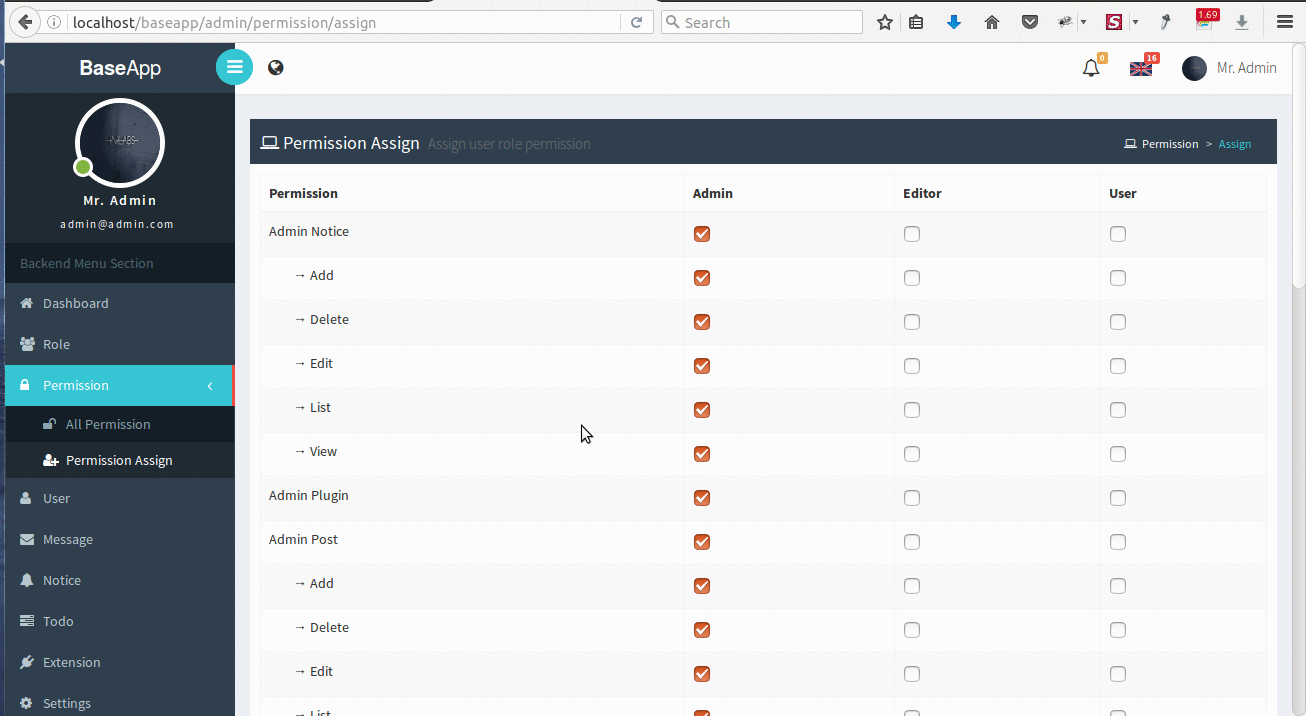 localhost/baseapp/admin/permission/assign
Search
1.69
BaseApp
0
16
Mr. Admin
Mr. Admin
admin@admin.com
Backend Menu Section
Dashboard
Role
Permission
All Permission
Permission Assign
User
Message
Notice
Todo
Extension
Settings
Permission Assign Assign user role permission
Permission > Assign
Permission Admin Editor User
Admin Notice
→ Add
→ Delete
→ Edit
→ List
→ View
Admin Plugin
Admin Post
→ Add
→ Delete
→ Edit
→ List